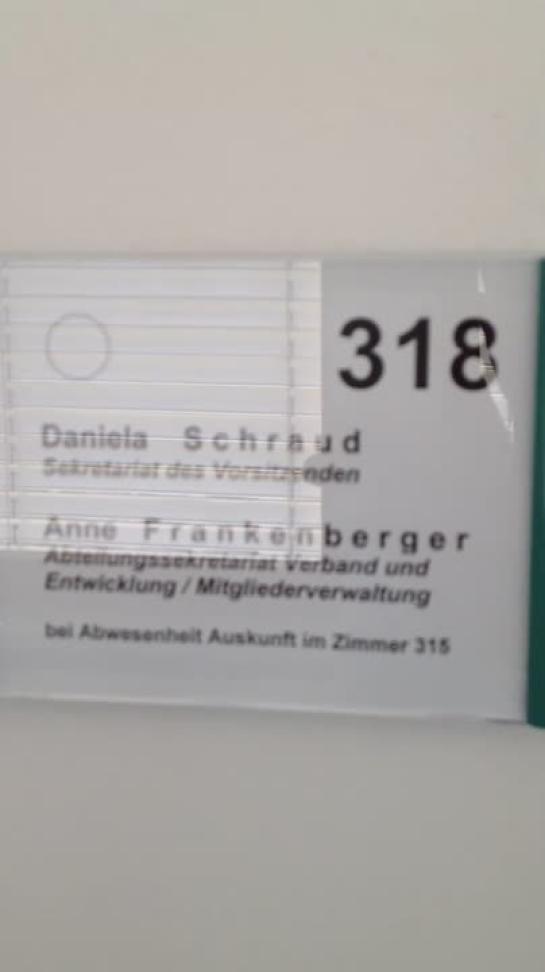 318
Daniela Schraud
Sekretariat des Vorsitzenden
Anne Frankenberger
Abteilungssekretariat Verband und
Entwicklung / Mitgliederverwaltung
bei Abwesenheit Auskunft im Zimmer 315